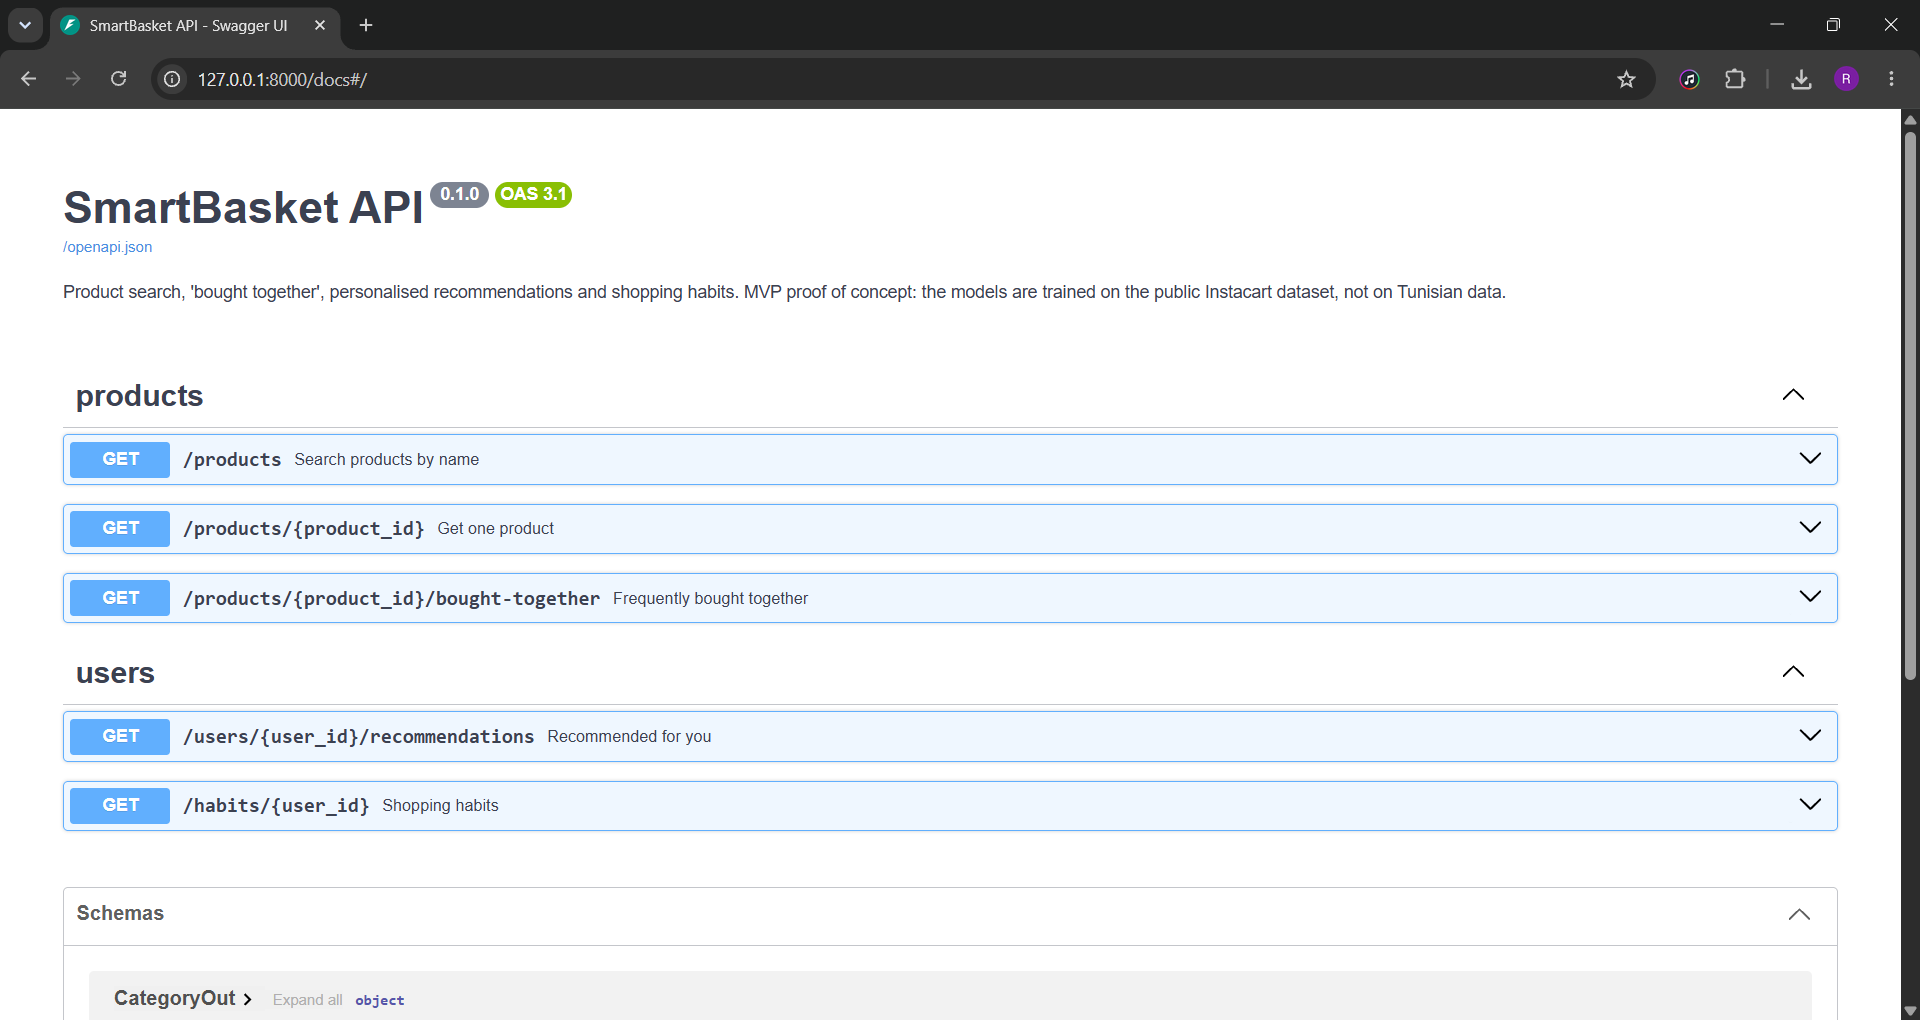 SmartBasket API - Swagger UI
127.0.0.1:8000/docs#/
R
SmartBasket API 0.1.0 OAS 3.1
/openapi.json
Product search, 'bought together', personalised recommendations and shopping habits. MVP proof of concept: the models are trained on the public Instacart dataset, not on Tunisian data.
products
GET /products Search products by name
GET /products/{product_id} Get one product
GET /products/{product_id}/bought-together Frequently bought together
users
GET /users/{user_id}/recommendations Recommended for you
GET /habits/{user_id} Shopping habits
Schemas
CategoryOut Expand all object